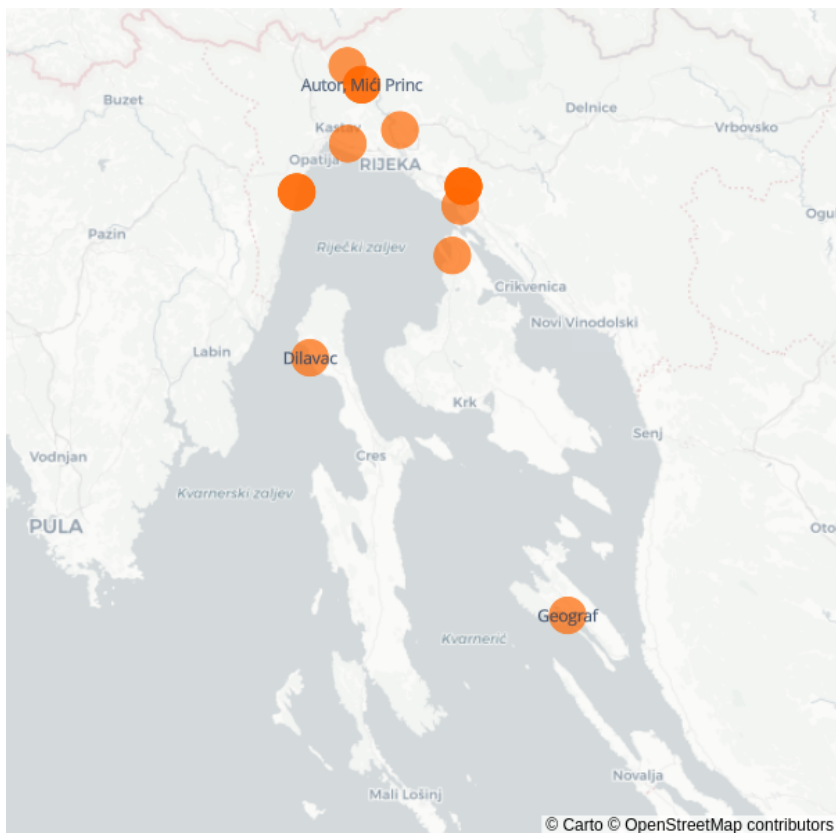 Autor, Mići Princ
Buzet
Delnice
Kastav
Vrbovsko
Opatija
RIJEKA
Ogu
Pazin
Riječki zaljev
Crikvenica
Novi Vinodolski
Labin
Dilavac
Krk
Senj
Vodnjan
Cres
Kvarnerski zaljev
PULA
Oto
Geograf
Kvarnerić
Novalja
Mali Lošinj
© Carto © OpenStreetMap contributors